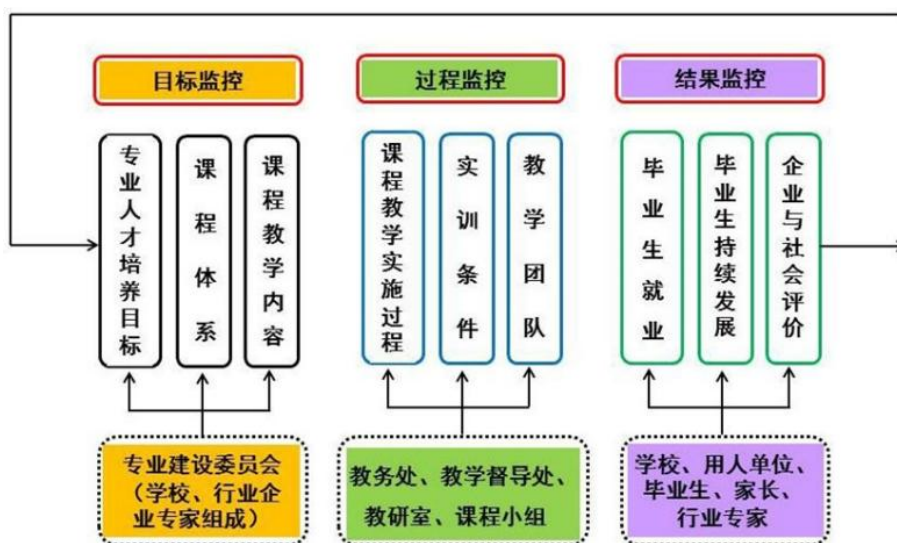 目标监控
过程监控
结果监控
专业人才培养目标
课程体系
课程教学内容
课程教学实施过程
实训条件
教学团队
毕业生就业
毕业生持续发展
企业与社会评价
专业建设委员会
（学校、行业企
业专家组成）
教务处、教学督导处、
教研室、课程小组
学校、用人单位、
毕业生、家长、
行业专家